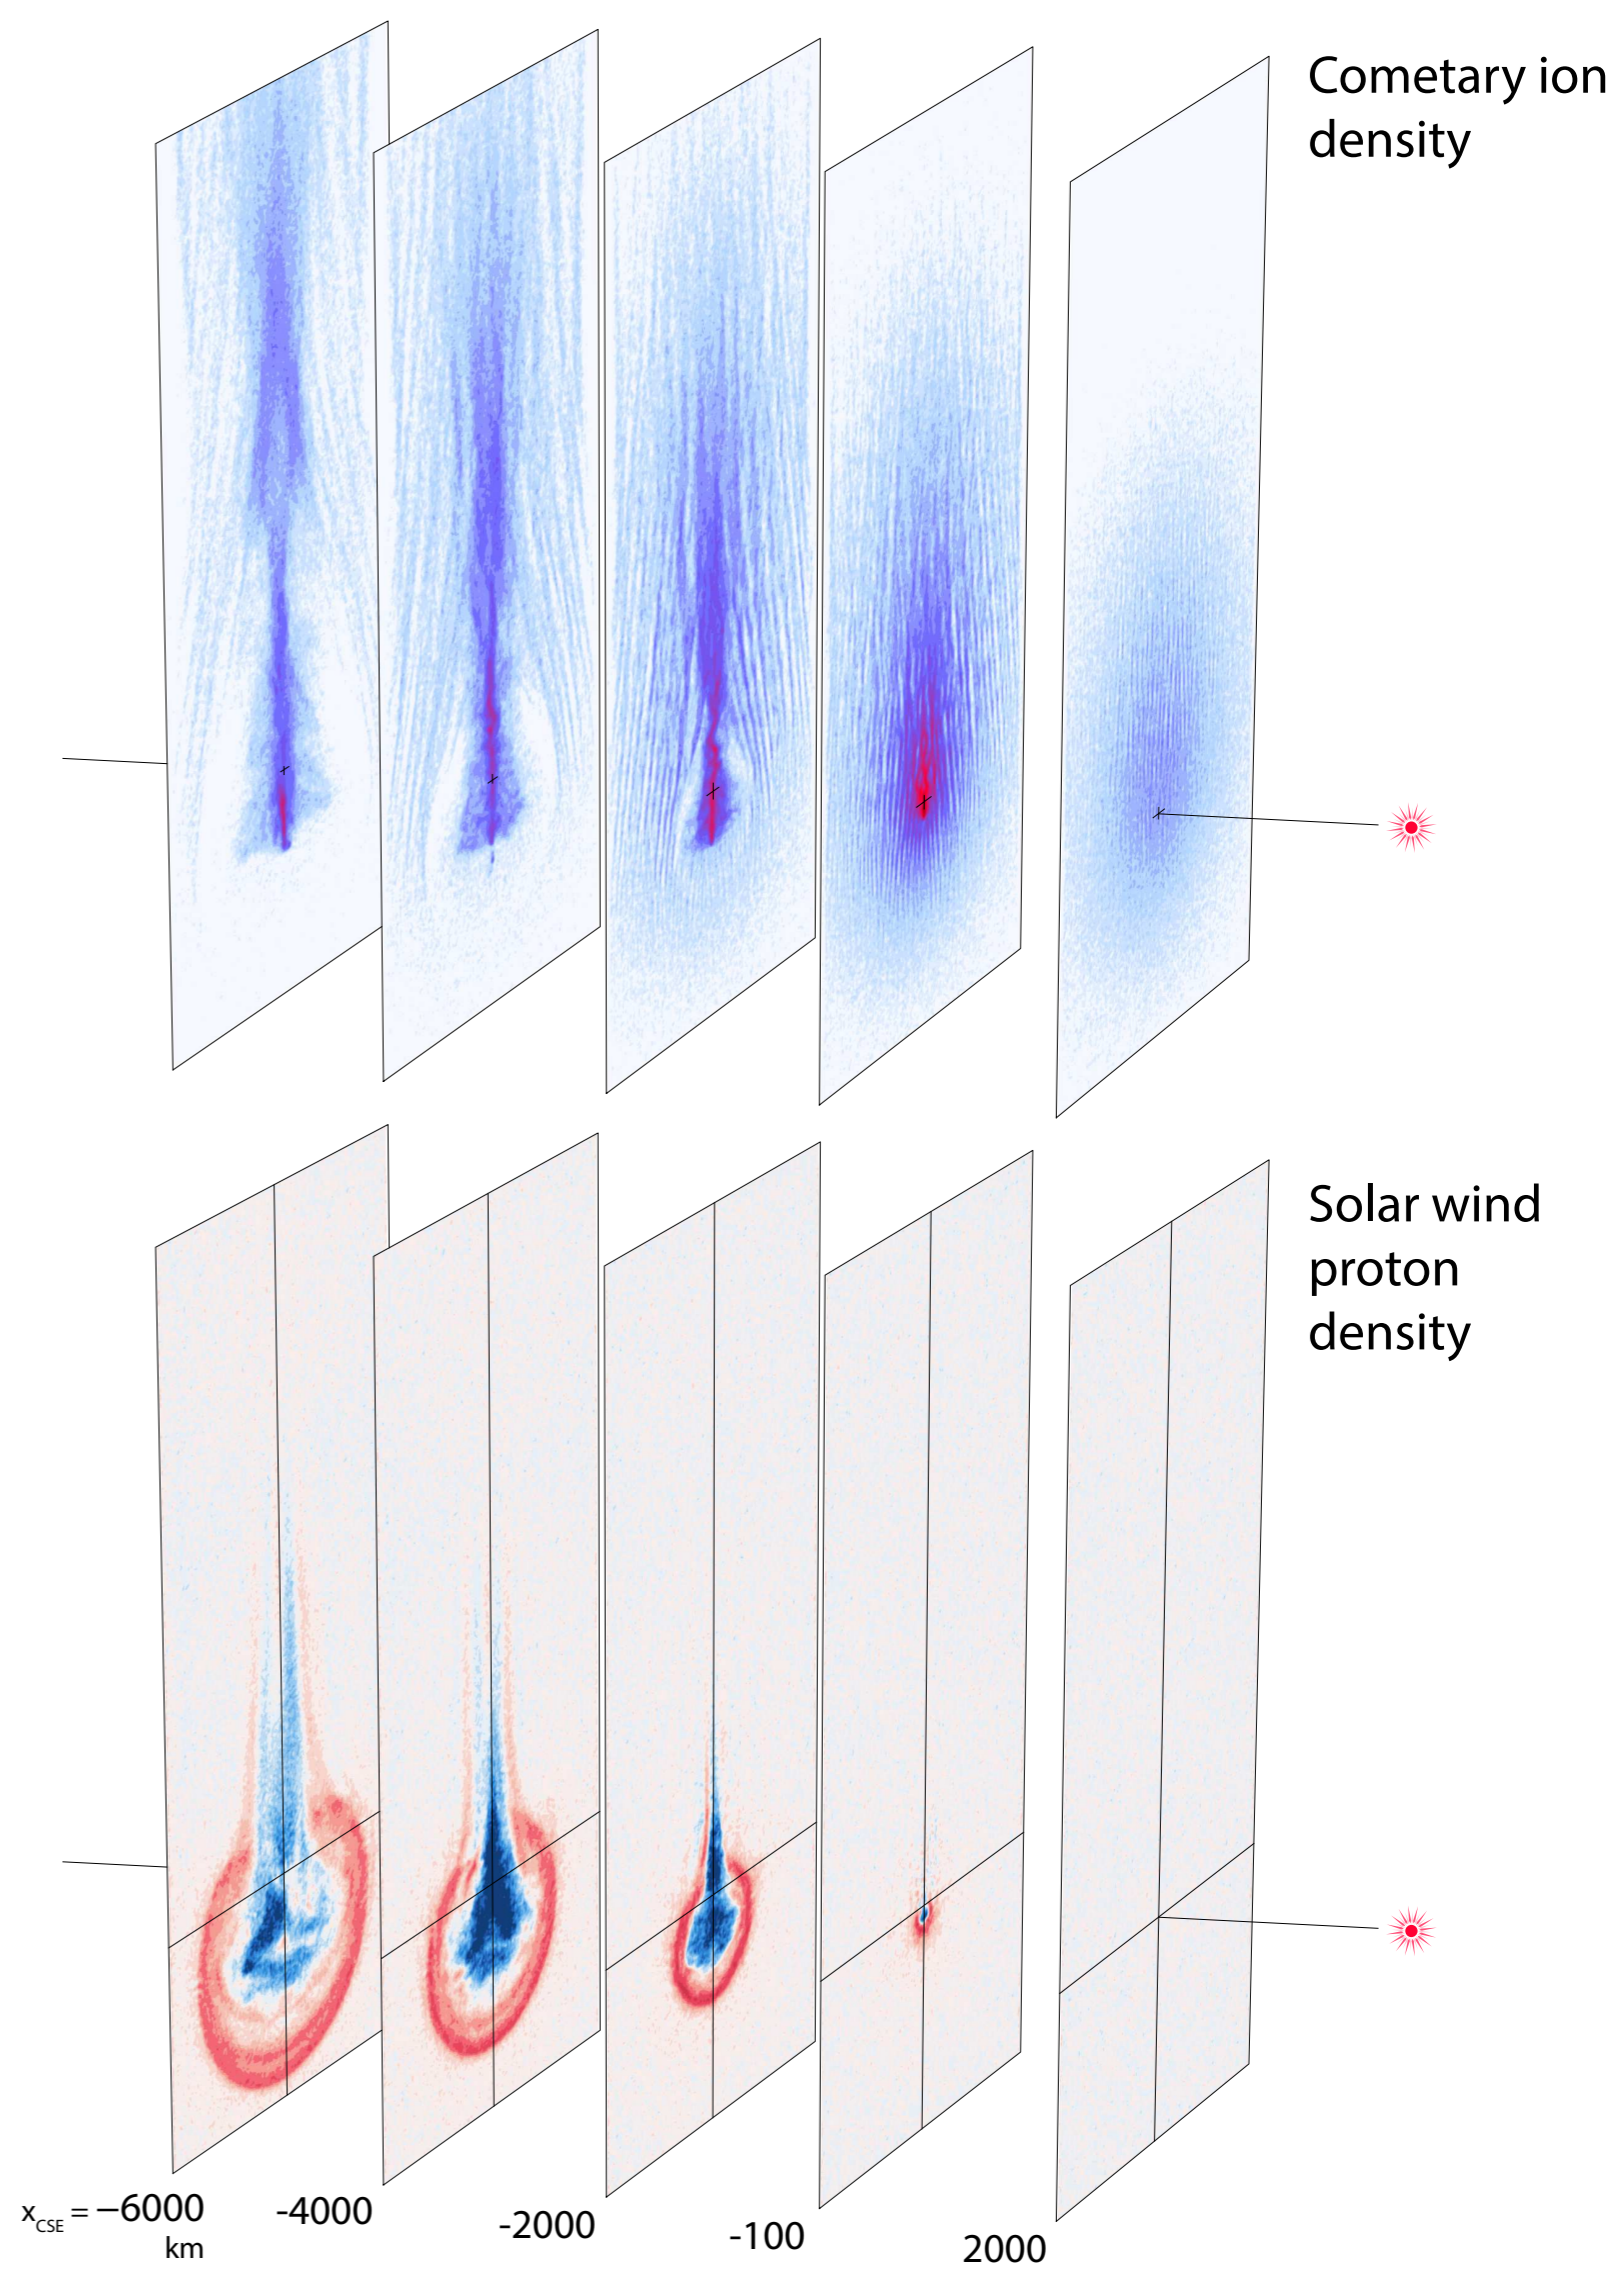 Cometary ion
density
Solar wind
proton
density
x_CSE = −6000
km
-4000
-2000
-100
2000